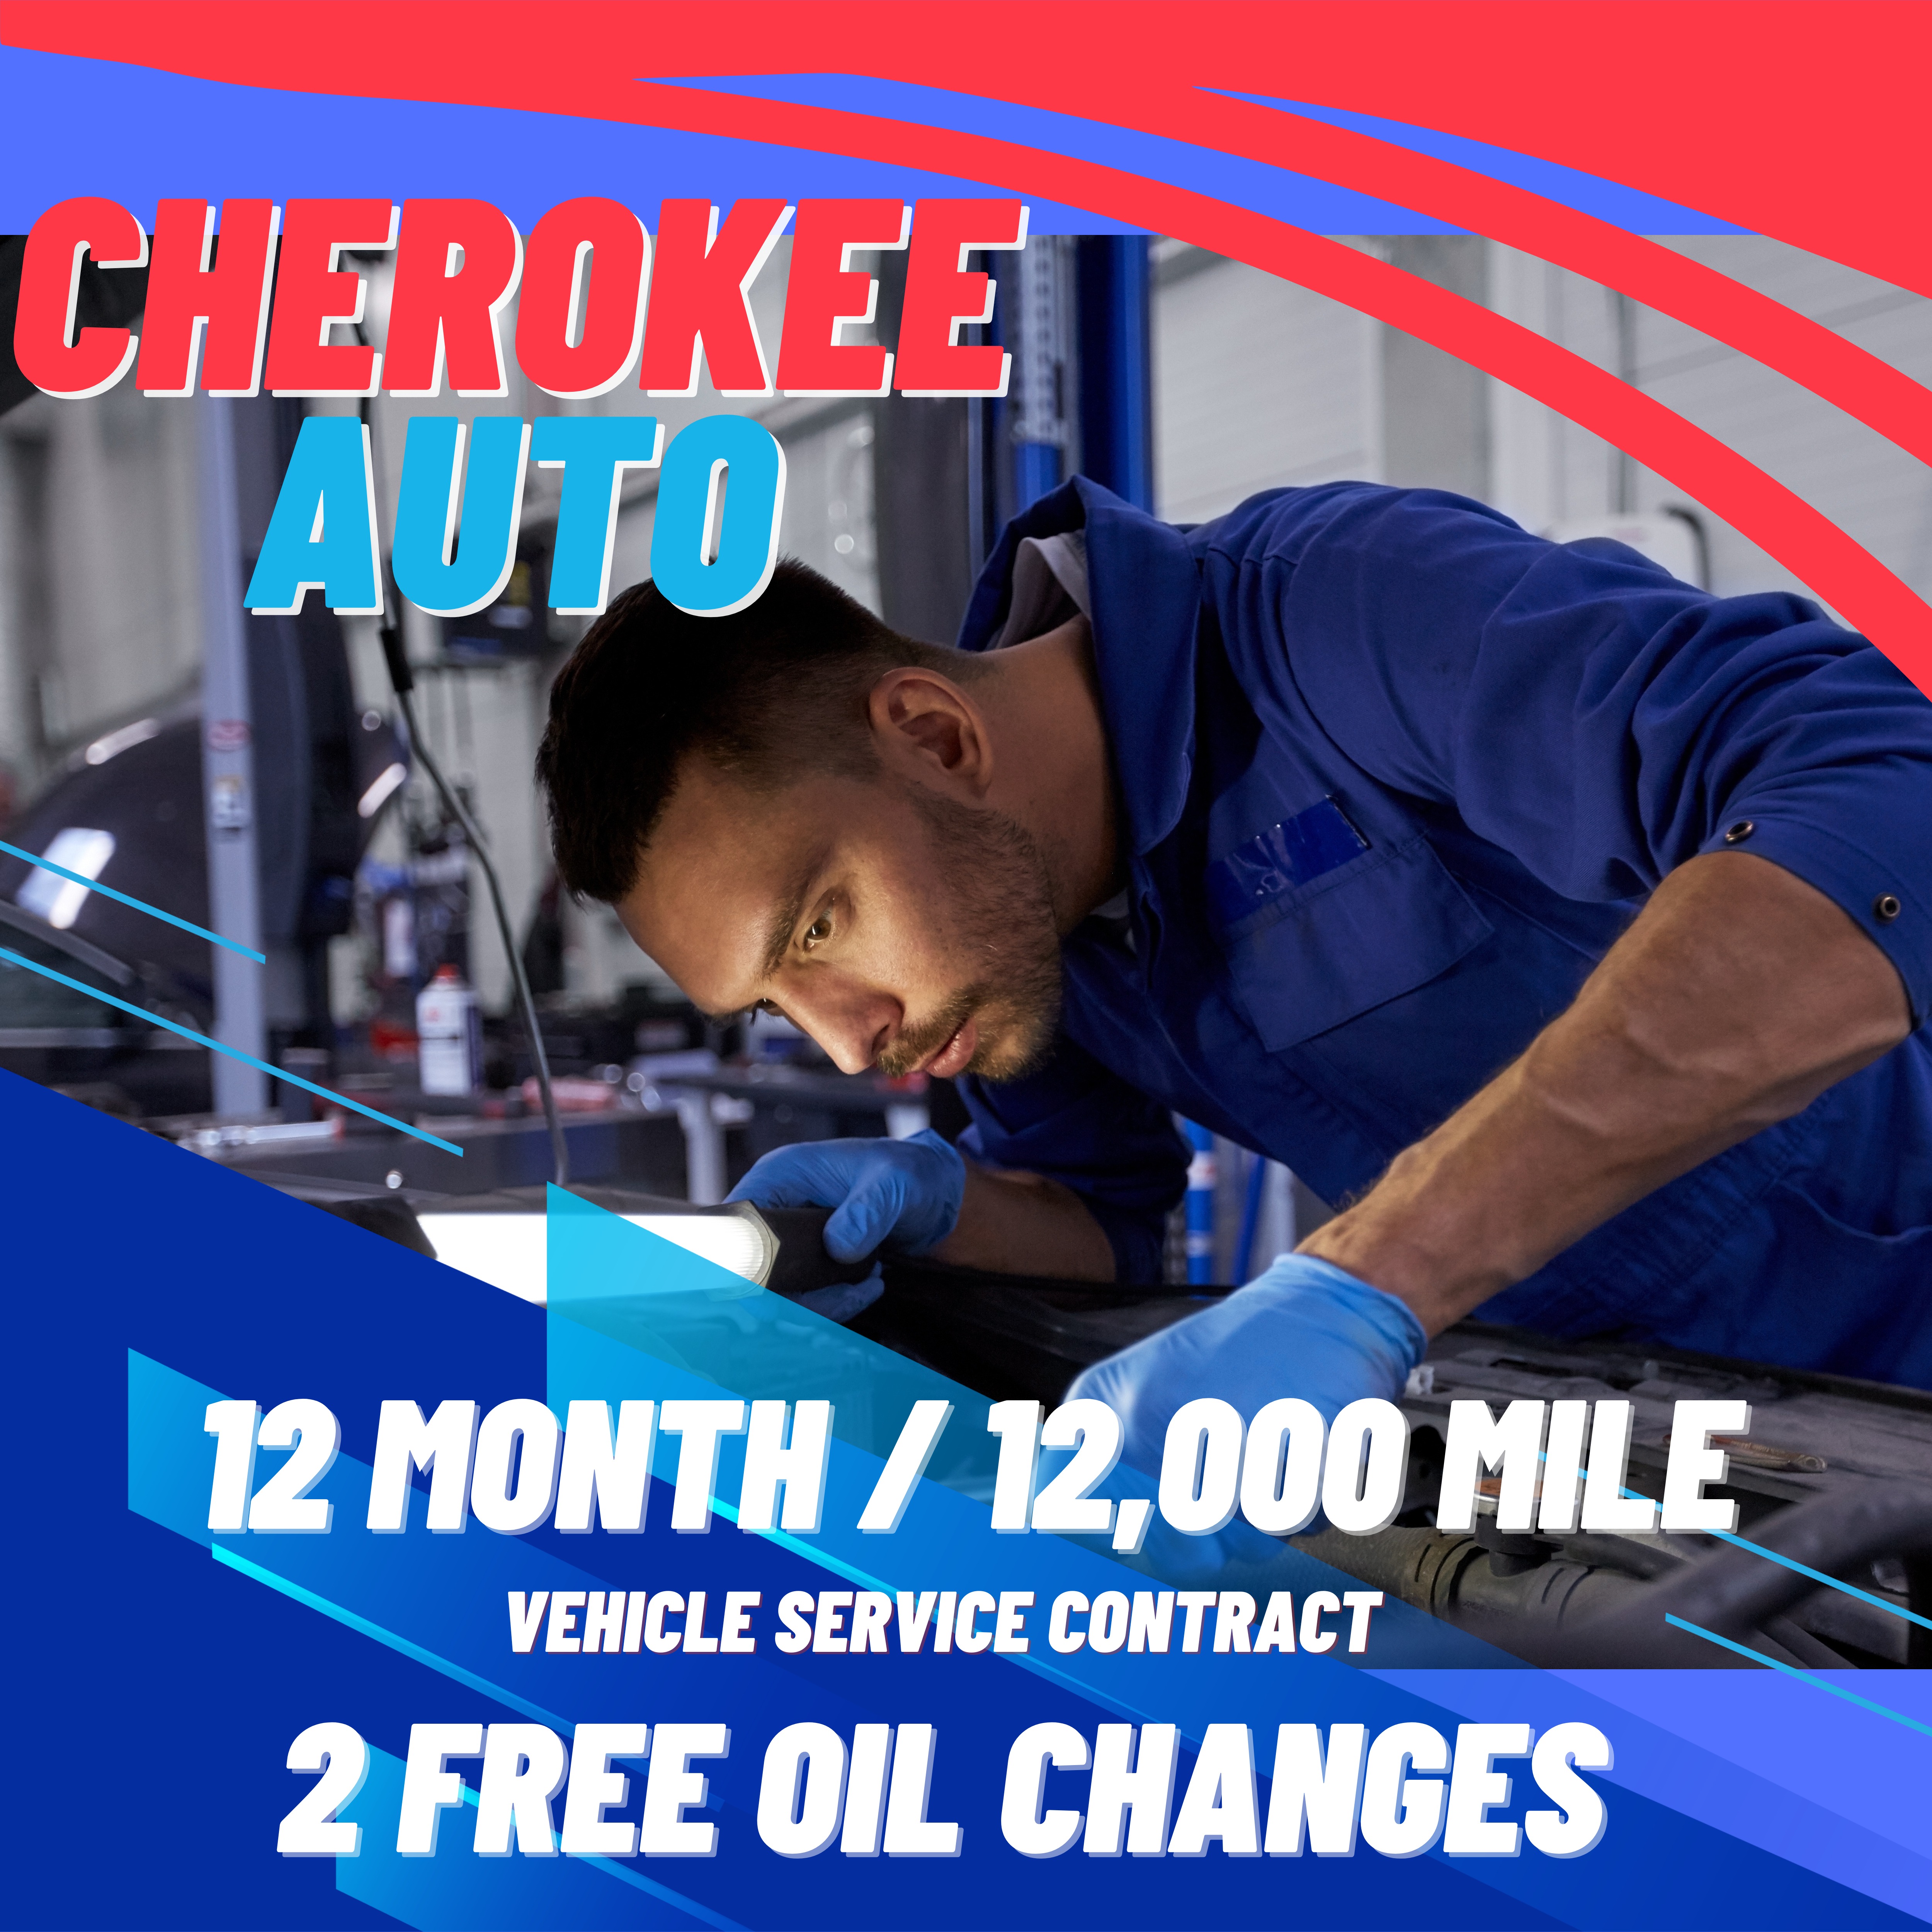 CHEROKEE
AUTO
12 MONTH / 12,000 MILE
VEHICLE SERVICE CONTRACT
2 FREE OIL CHANGES